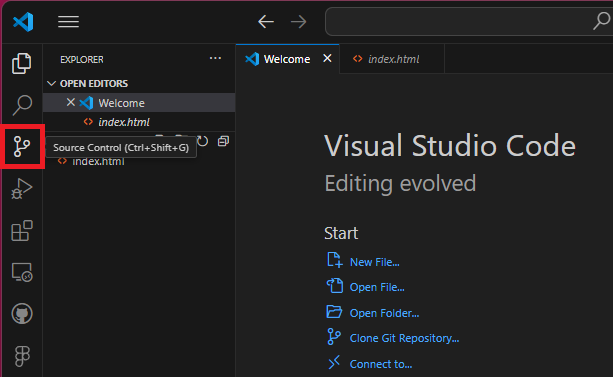 EXPLORER
OPEN EDITORS
Welcome
index.html
Source Control (Ctrl+Shift+G)
index.html
Welcome
index.html
Visual Studio Code
Editing evolved
Start
New File...
Open File...
Open Folder...
Clone Git Repository...
Connect to...